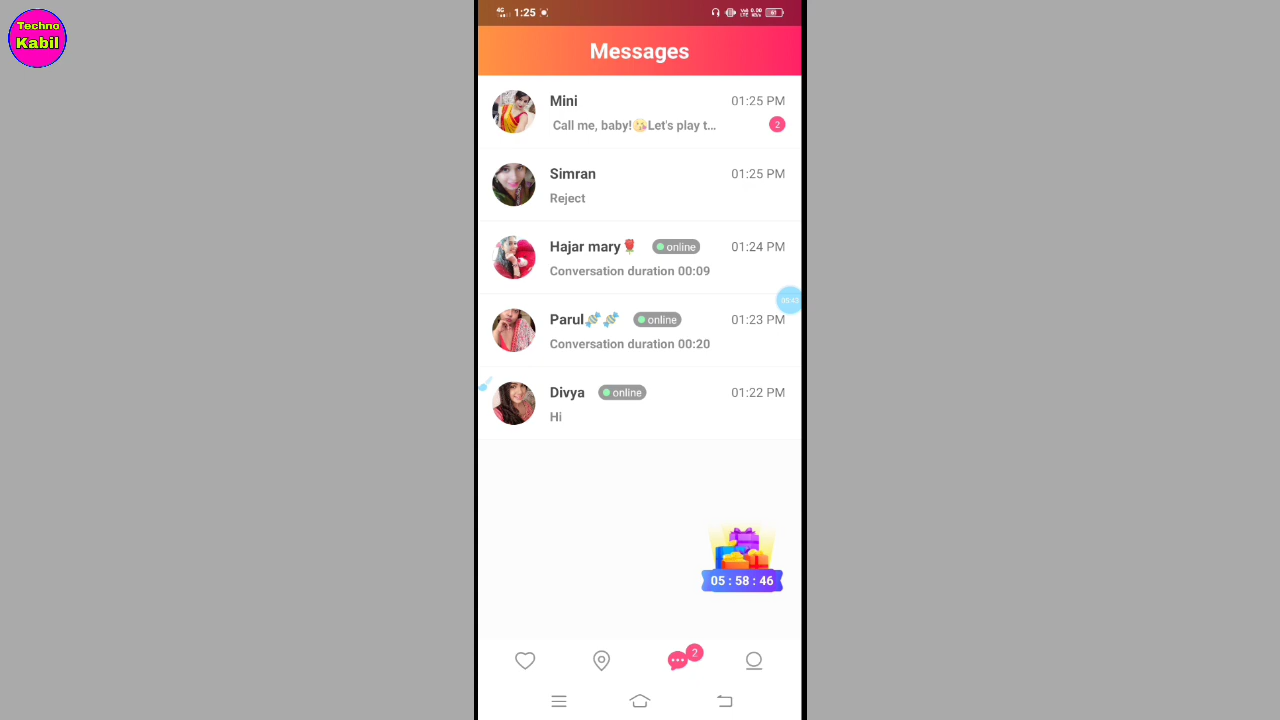 Techno
Kabil
4G 1:25
Messages
Mini 01:25 PM
Call me, baby!😘Let's play t... 2
Simran 01:25 PM
Reject
Hajar mary🌹 online 01:24 PM
Conversation duration 00:09
Parul🍬🍬 online 01:23 PM
Conversation duration 00:20
Divya online 01:22 PM
Hi
05 : 58 : 46
2